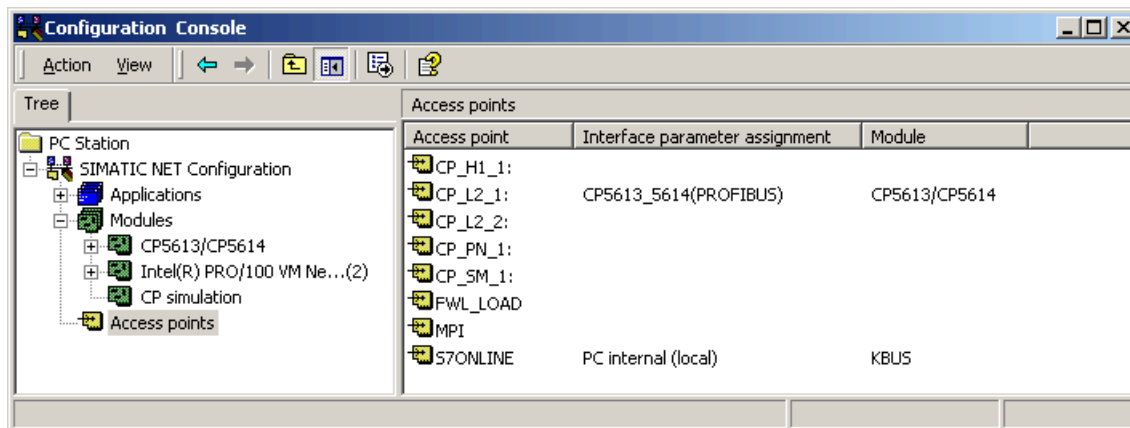 Configuration Console
Action View
Tree
Access points
PC Station
SIMATIC NET Configuration
Applications
Modules
CP5613/CP5614
Intel(R) PRO/100 VM Ne...(2)
CP simulation
Access points
Access point Interface parameter assignment Module
CP_H1_1:
CP_L2_1: CP5613_5614(PROFIBUS) CP5613/CP5614
CP_L2_2:
CP_PN_1:
CP_SM_1:
FWL_LOAD
MPI
S7ONLINE PC internal (local) KBUS